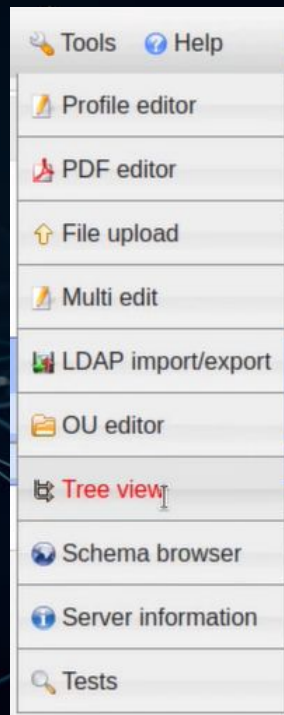 Tools Help
Profile editor
PDF editor
File upload
Multi edit
LDAP import/export
OU editor
Tree view
Schema browser
Server information
Tests